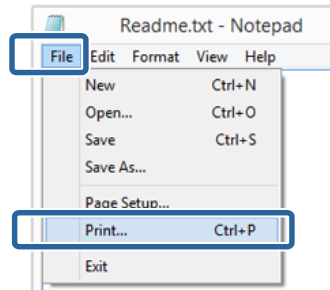 Readme.txt - Notepad
File Edit Format View Help
New Ctrl+N
Open... Ctrl+O
Save Ctrl+S
Save As...
Page Setup...
Print... Ctrl+P
Exit